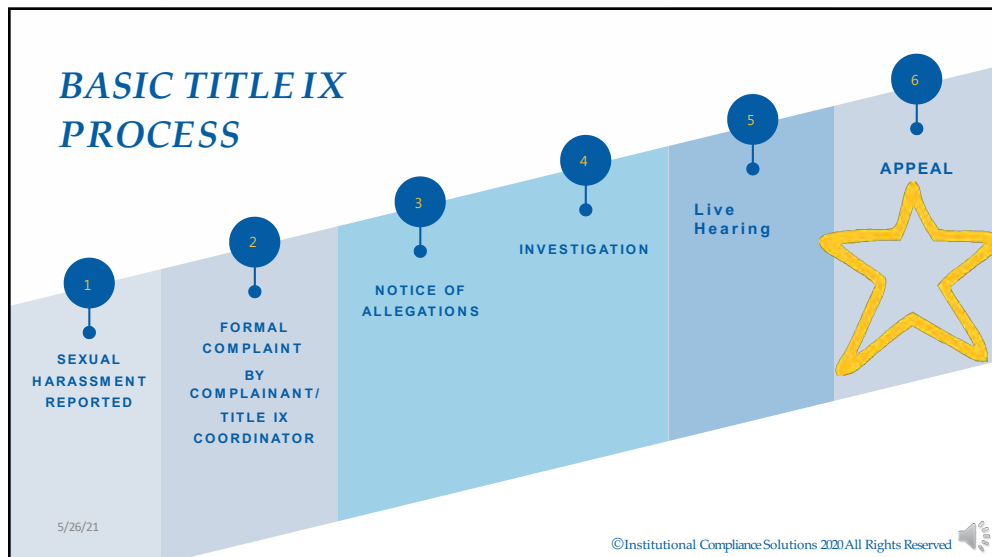 BASIC TITLE IX
PROCESS
1
SEXUAL
HARASSMENT
REPORTED
2
FORMAL
COMPLAINT
BY
COMPLAINANT/
TITLE IX
COORDINATOR
3
NOTICE OF
ALLEGATIONS
4
INVESTIGATION
5
Live
Hearing
6
APPEAL
5/26/21
©Institutional Compliance Solutions 2020 All Rights Reserved